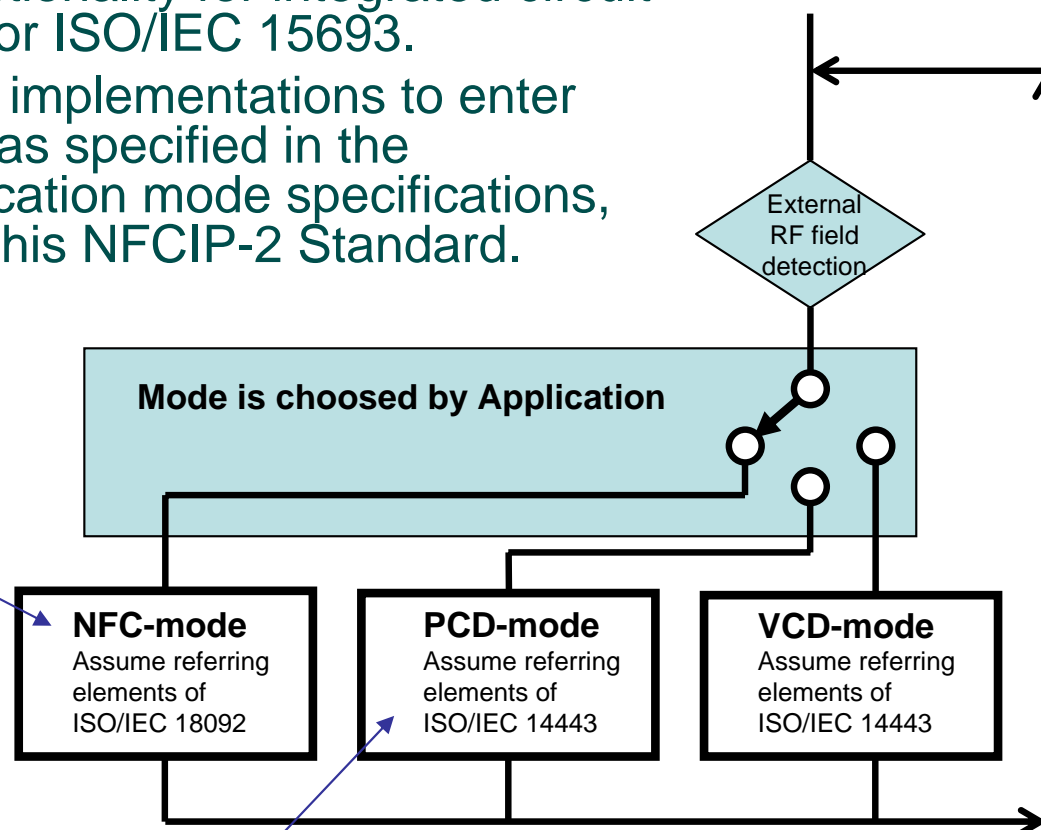 or ISO/IEC 15693.
implementations to enter
as specified in the
cation mode specifications,
his NFCIP-2 Standard.
External
RF field
detection
Mode is choosed by Application
NFC-mode
Assume referring
elements of
ISO/IEC 18092
PCD-mode
Assume referring
elements of
ISO/IEC 14443
VCD-mode
Assume referring
elements of
ISO/IEC 14443